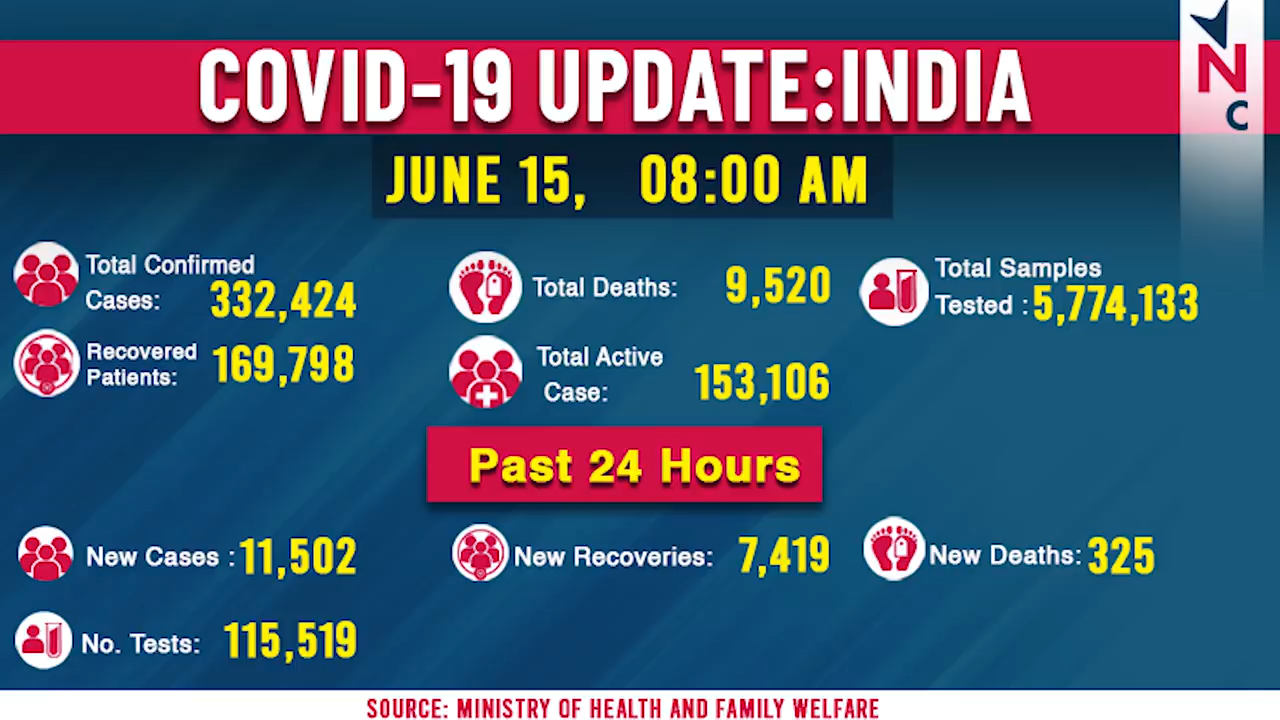 COVID-19 UPDATE:INDIA
N
C
JUNE 15, 08:00 AM
Total Confirmed
Cases: 332,424
Total Deaths: 9,520
Total Samples
Tested : 5,774,133
Recovered
Patients: 169,798
Total Active
Case: 153,106
Past 24 Hours
New Cases : 11,502
New Recoveries: 7,419
New Deaths: 325
No. Tests: 115,519
SOURCE: MINISTRY OF HEALTH AND FAMILY WELFARE